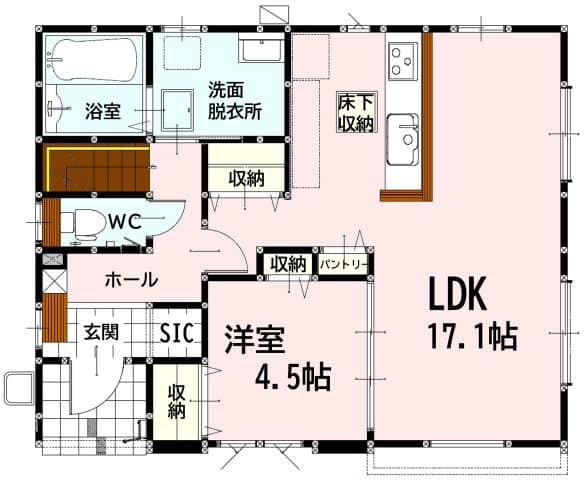 浴室
洗面
脱衣所
床下
収納
収納
WC
ホール
収納
パントリー
LDK
17.1帖
玄関
SIC
洋室
4.5帖
収納